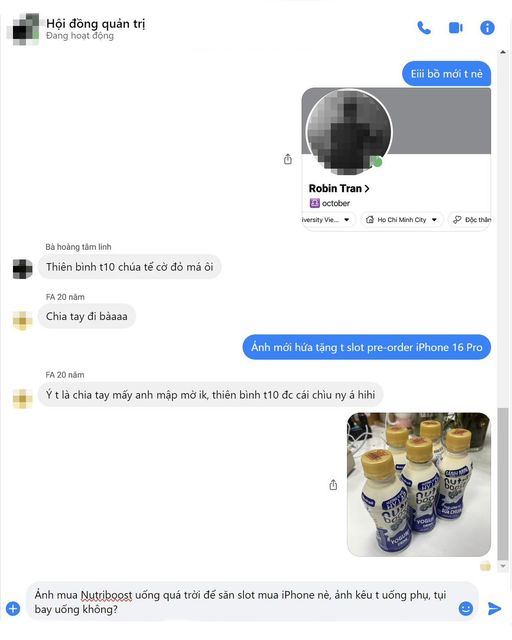 Hội đồng quản trị
Đang hoạt động
Eiii bồ mới t nè
Robin Tran
♎ october
iversity Vie...
Ho Chi Minh City
Độc thân
Bà hoàng tâm linh
Thiên bình t10 chúa tể cờ đỏ má ôi
FA 20 năm
Chia tay đi bàaaa
Ảnh mới hứa tặng t slot pre-order iPhone 16 Pro
FA 20 năm
Ý t là chia tay mấy anh mập mờ ik, thiên bình t10 đc cái chìu ny á hihi
YOGURT
YOGURT
Ảnh mua Nutriboost uống quá trời để săn slot mua iPhone nè, ảnh kêu t uống phụ, tụi
bay uống không?